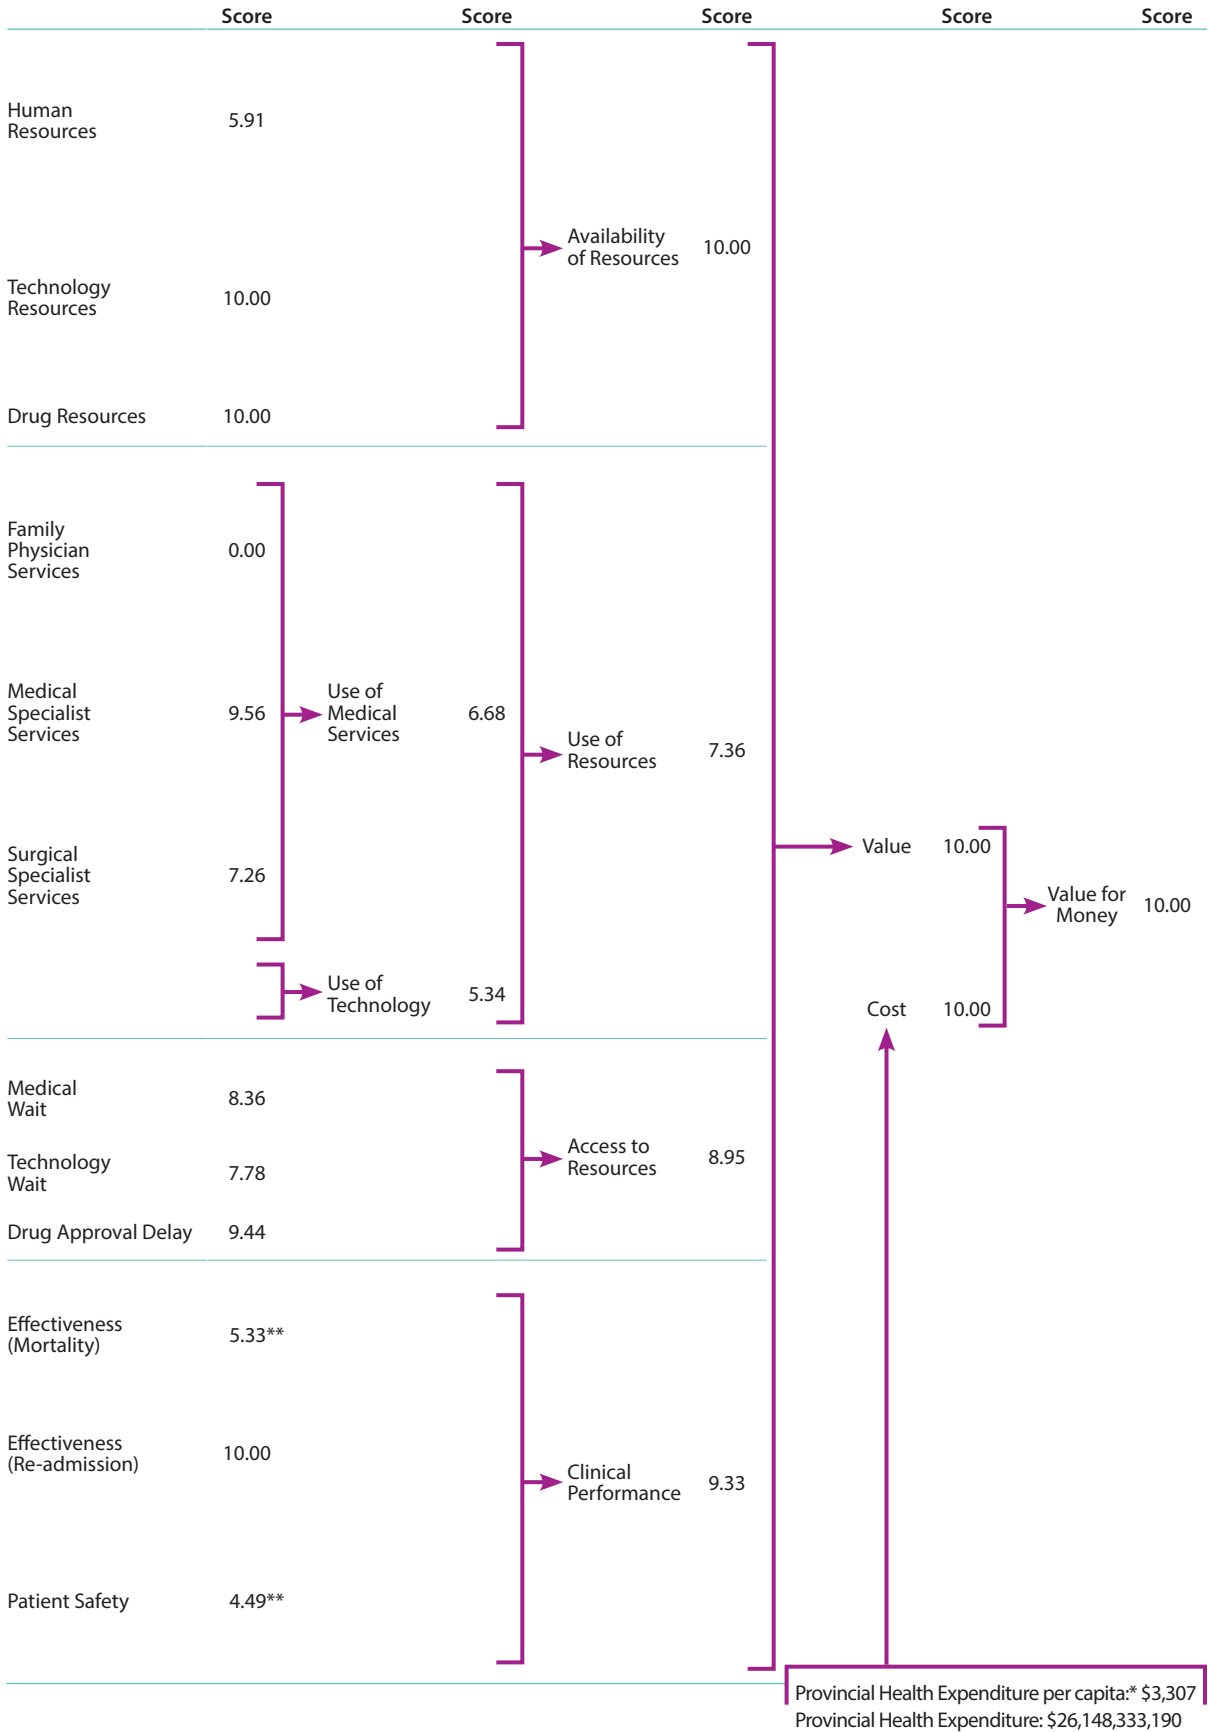 Score Score Score Score Score
Human
Resources
5.91
Technology
Resources
10.00
Drug Resources 10.00
Availability
of Resources
10.00
Family
Physician
Services
0.00
Medical
Specialist
Services
9.56
Surgical
Specialist
Services
7.26
Use of
Medical
Services
6.68
Use of
Technology
5.34
Use of
Resources
7.36
Medical
Wait
8.36
Technology
Wait
7.78
Drug Approval Delay 9.44
Access to
Resources
8.95
Effectiveness
(Mortality)
5.33**
Effectiveness
(Re-admission)
10.00
Patient Safety 4.49**
Clinical
Performance
9.33
Value 10.00
Cost 10.00
Value for
Money
10.00
Provincial Health Expenditure per capita:* $3,307
Provincial Health Expenditure: $26,148,333,190